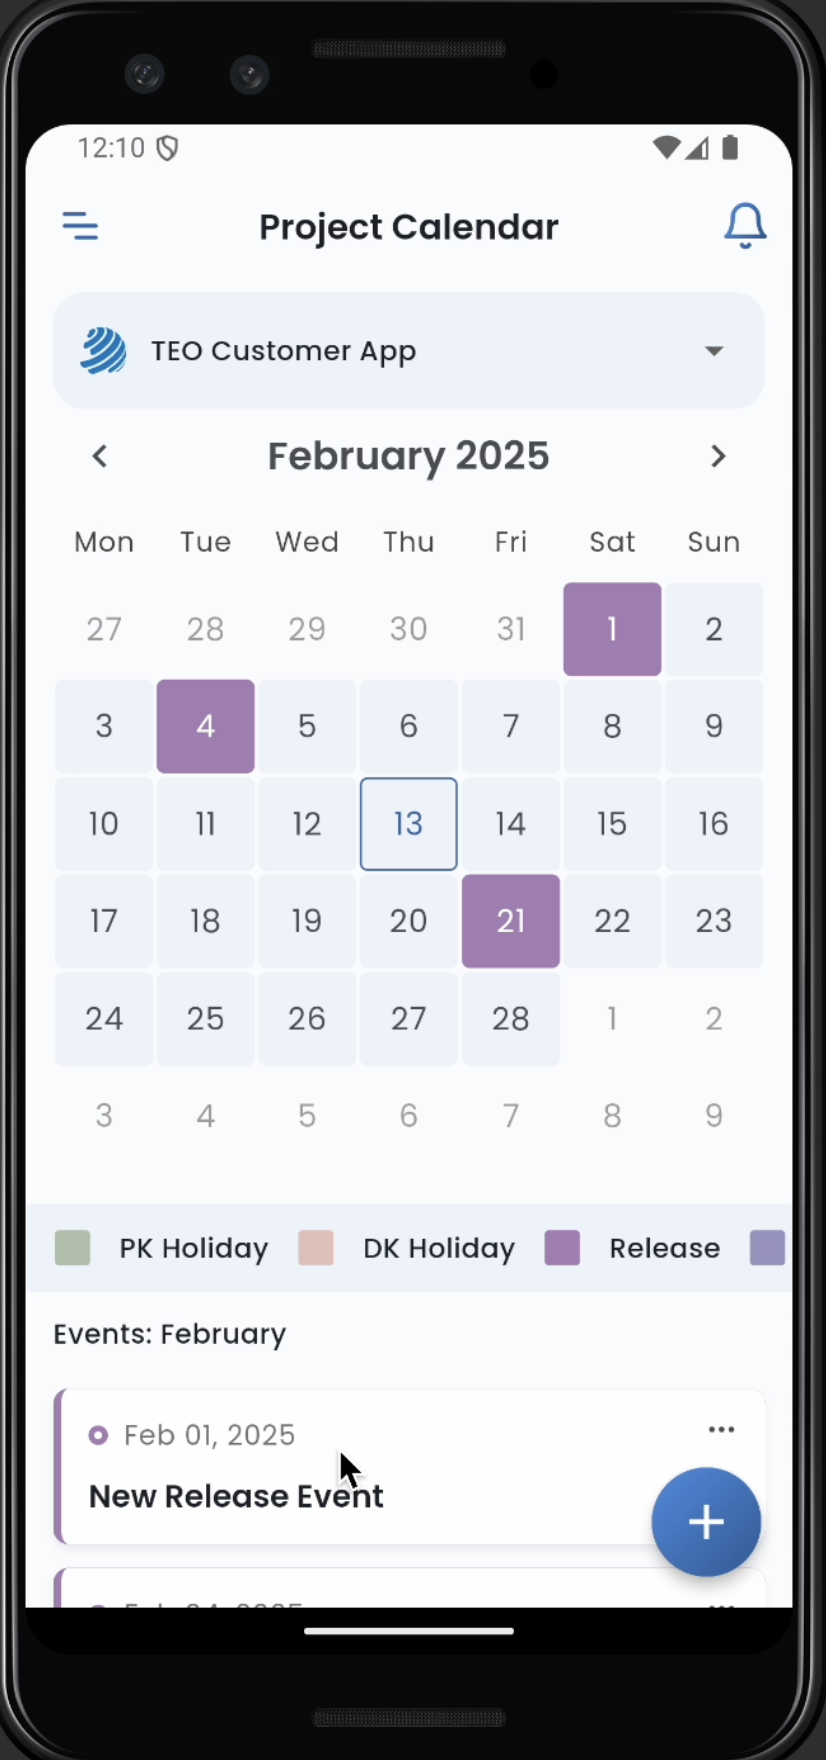 12:10
Project Calendar
TEO Customer App
February 2025
Mon Tue Wed Thu Fri Sat Sun
27 28 29 30 31 1 2
3 4 5 6 7 8 9
10 11 12 13 14 15 16
17 18 19 20 21 22 23
24 25 26 27 28 1 2
3 4 5 6 7 8 9
PK Holiday DK Holiday Release
Events: February
Feb 01, 2025
New Release Event